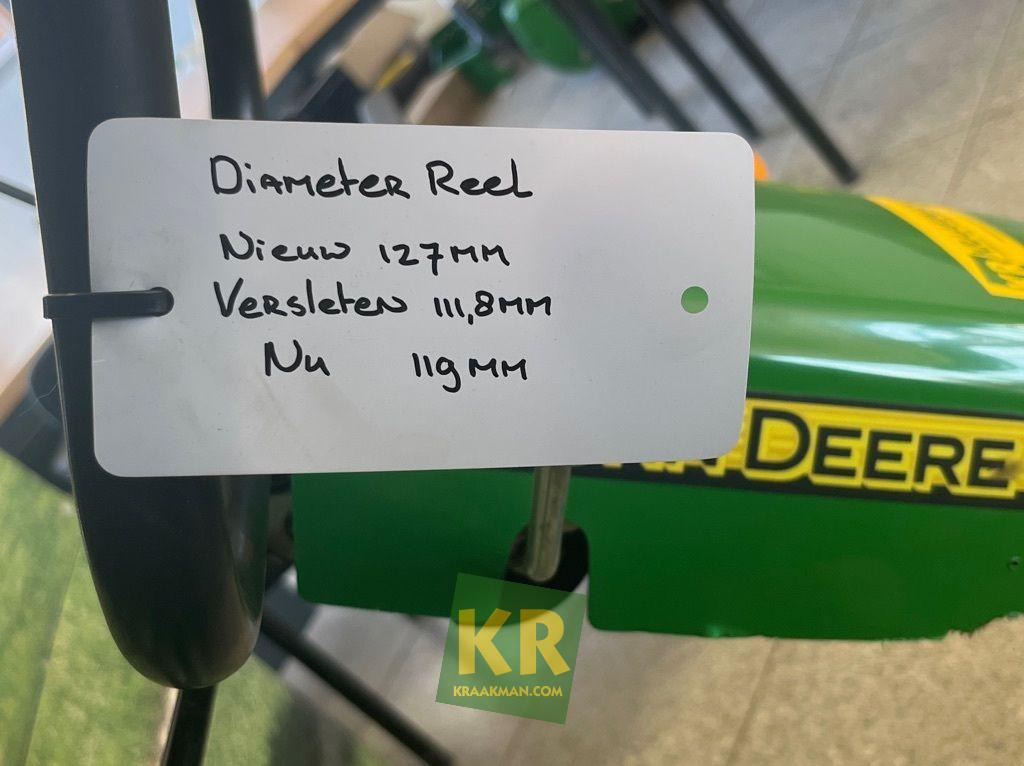 Diameter Reel
Nieuw 127mm
Versleten 111,8mm
Nu 119mm
DEERE
KR
KRAAKMAN.COM